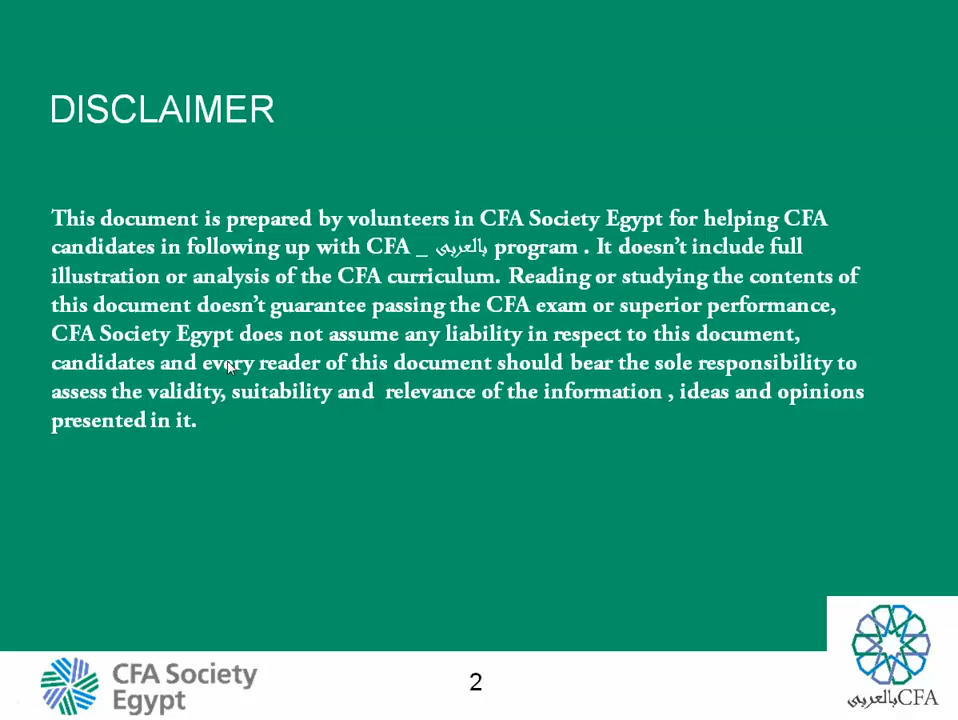 DISCLAIMER
This document is prepared by volunteers in CFA Society Egypt for helping CFA
candidates in following up with CFA _ بالعربى program . It doesn’t include full
illustration or analysis of the CFA curriculum. Reading or studying the contents of
this document doesn’t guarantee passing the CFA exam or superior performance,
CFA Society Egypt does not assume any liability in respect to this document,
candidates and every reader of this document should bear the sole responsibility to
assess the validity, suitability and relevance of the information , ideas and opinions
presented in it.
CFA Society
Egypt
2
بالعربىCFA